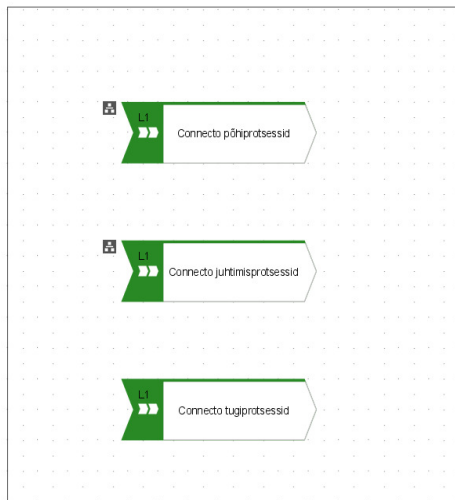 L1
Connecto põhiprotsessid
L1
Connecto juhtimisprotsessid
L1
Connecto tugiprotsessid